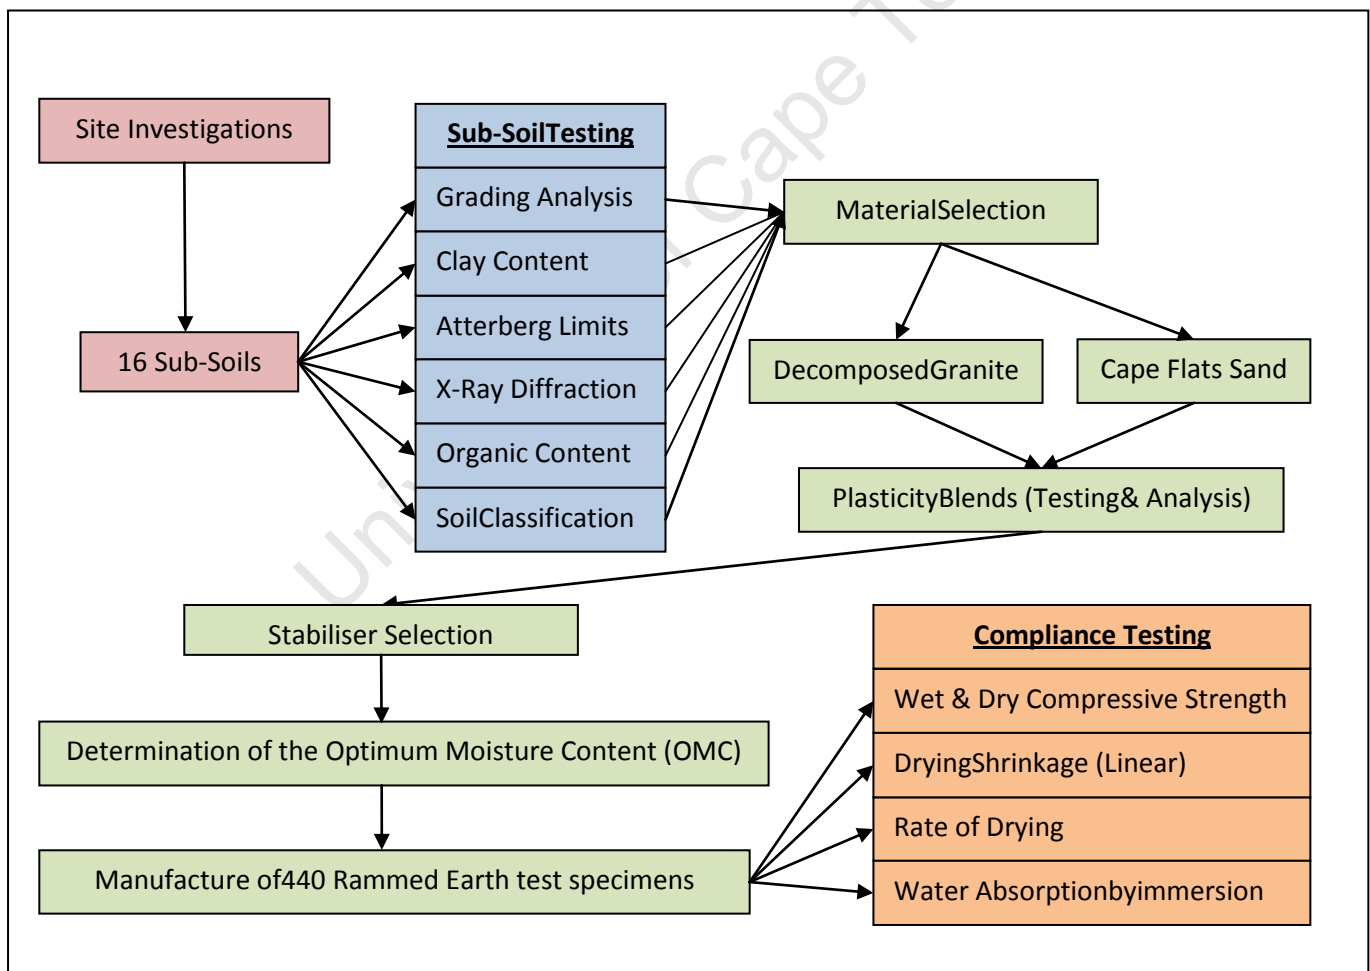 Site Investigations
16 Sub-Soils
Sub-SoilTesting
Grading Analysis
Clay Content
Atterberg Limits
X-Ray Diffraction
Organic Content
SoilClassification
MaterialSelection
DecomposedGranite
Cape Flats Sand
PlasticityBlends (Testing& Analysis)
Stabiliser Selection
Determination of the Optimum Moisture Content (OMC)
Manufacture of440 Rammed Earth test specimens
Compliance Testing
Wet & Dry Compressive Strength
DryingShrinkage (Linear)
Rate of Drying
Water Absorptionbyimmersion
Cape